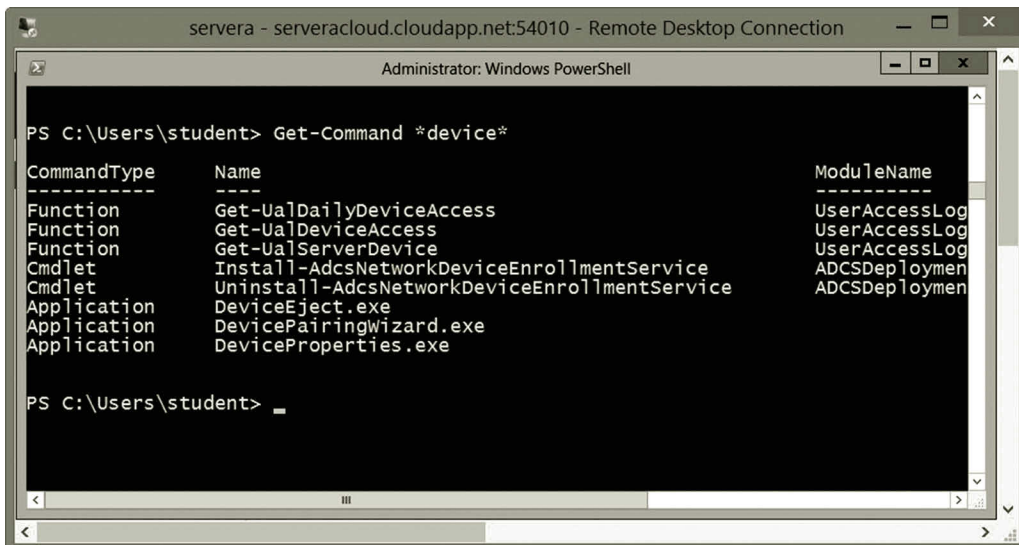 servera - serveracloud.cloudapp.net:54010 - Remote Desktop Connection
Administrator: Windows PowerShell
PS C:\Users\student> Get-Command *device*
CommandType Name ModuleName
----------- ---- ----------
Function Get-UalDailyDeviceAccess UserAccessLog
Function Get-UalDeviceAccess UserAccessLog
Function Get-UalServerDevice UserAccessLog
Cmdlet Install-AdcsNetworkDeviceEnrollmentService ADCSDeploymen
Cmdlet Uninstall-AdcsNetworkDeviceEnrollmentService ADCSDeploymen
Application DeviceEject.exe
Application DevicePairingWizard.exe
Application DeviceProperties.exe
PS C:\Users\student> _